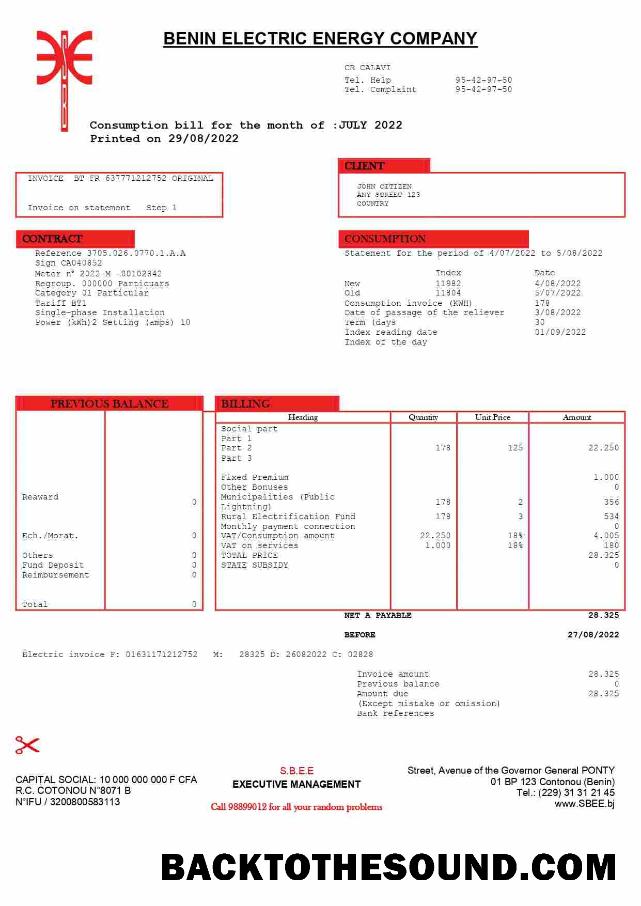 BENIN ELECTRIC ENERGY COMPANY
CR CALAVI
Tel. Help 95-42-97-50
Tel. Complaint 95-42-97-50
Consumption bill for the month of :JULY 2022
Printed on 29/08/2022
INVOICE BT PR 637771212752 ORIGINAL
Invoice on statement Step 1
CLIENT
JOHN CITIZEN
ANY STREET 123
COUNTRY
CONTRACT
Reference 3705.026.0770.1.A.A
Sign CA040852
Meter n° 2022 M -00102842
Regroup. 000000 Particuars
Category 01 Particular
Tariff BT1
Single-phase Installation
Power (kWh)2 Setting (amps) 10
CONSUMPTION
Statement for the period of 4/07/2022 to 5/08/2022
Index Date
New 11982 4/08/2022
Old 11804 5/07/2022
Consumption invoice (KWH) 178
Date of passage of the reliever 3/08/2022
Term (days 30
Index reading date 01/09/2022
Index of the day
PREVIOUS BALANCE
Reaward 0
Ech./Morat. 0
Others 0
Fund Deposit 0
Reimbursement 0
Total 0
BILLING
Heading Quantity Unit Price Amount
Social part
Part 1
Part 2 178 125 22.250
Part 3
Fixed Premium 1.000
Other Bonuses 0
Municipalities (Public
Lightning) 178 2 356
Rural Electrification Fund 178 3 534
Monthly payment connection 0
VAT/Consumption amount 22.250 18% 4.005
VAT on services 1.000 18% 180
TOTAL PRICE 28.325
STATE SUBSIDY 0
NET A PAYABLE 28.325
BEFORE 27/08/2022
Electric invoice F: 01631171212752 M: 28325 D: 26082022 C: 02828
Invoice amount 28.325
Previous balance 0
Amount due 28.325
(Except mistake or omission)
Bank references
CAPITAL SOCIAL: 10 000 000 000 F CFA
R.C. COTONOU N°8071 B
N°IFU / 3200800583113
S.B.E.E
EXECUTIVE MANAGEMENT
Call 98899012 for all your random problems
Street, Avenue of the Governor General PONTY
01 BP 123 Contonou (Benin)
Tel.: (229) 31 31 21 45
www.SBEE.bj
BACKTOTHESOUND.COM